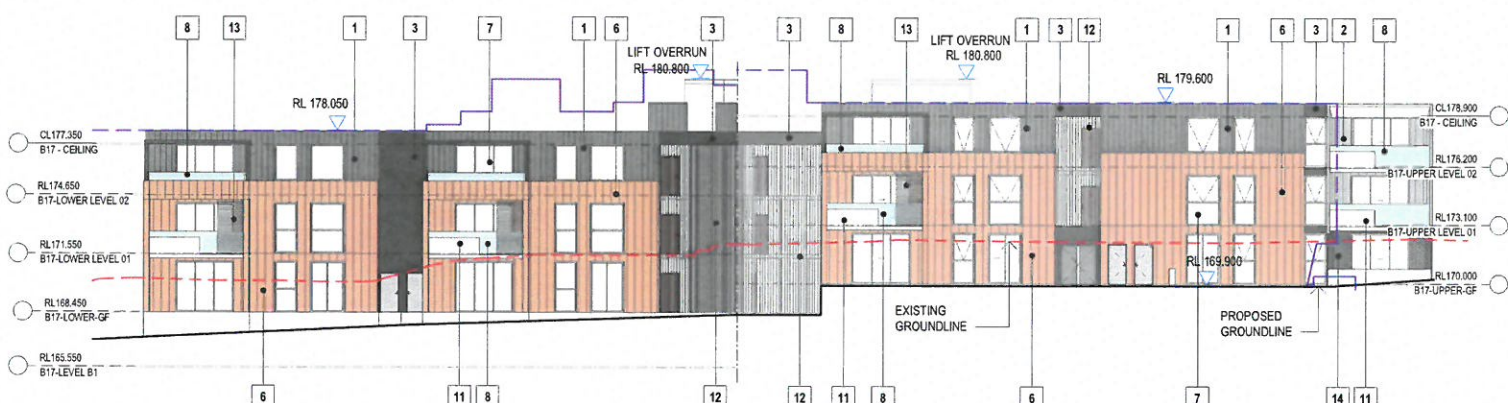 8 13 1 3 7 1 6 3 3 8 13 1 3 12 1 6 3 2 8
LIFT OVERRUN
RL 180.800
LIFT OVERRUN
RL 180.800
RL 178.050
RL 179.600
CL177.350
B17 - CEILING
RL174.650
B17-LOWER LEVEL 02
RL171.550
B17-LOWER LEVEL 01
RL168.450
B17-LOWER-GF
RL165.550
B17-LEVEL B1
CL178.900
B17 - CEILING
RL176.200
B17-UPPER LEVEL 02
RL173.100
B17-UPPER LEVEL 01
RL 169.900
RL170.000
B17-UPPER-GF
EXISTING
GROUNDLINE
PROPOSED
GROUNDLINE
6 11 8 12 12 11 8 6 7 14 11